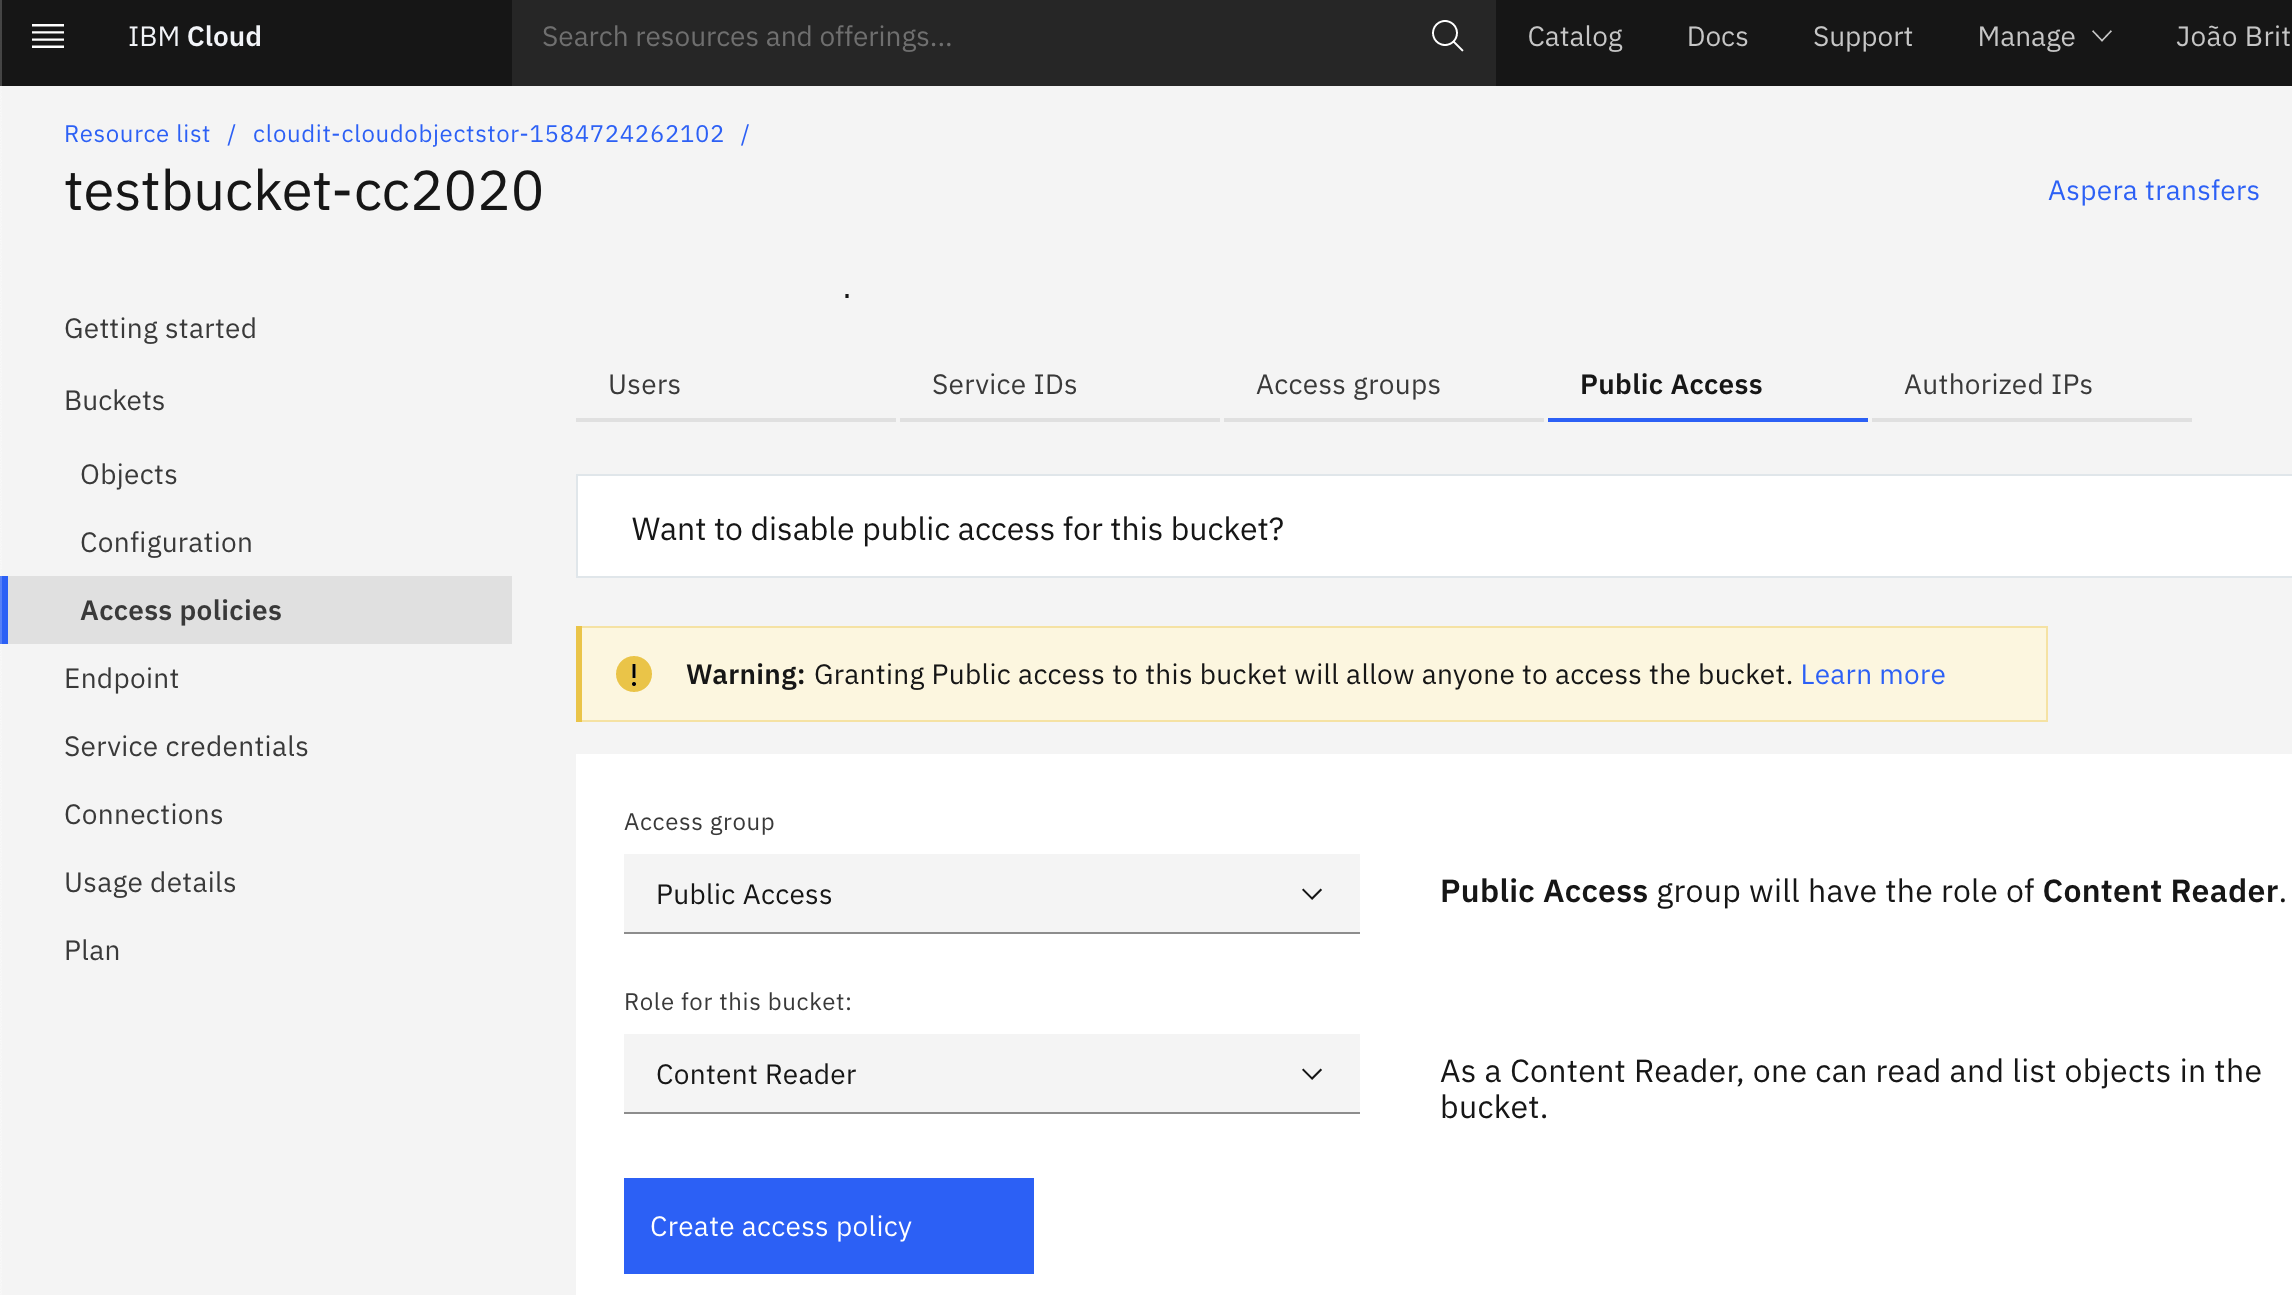 IBM Cloud
Search resources and offerings...
Catalog
Docs
Support
Manage
João Brit
Resource list / cloudit-cloudobjectstor-1584724262102 /
testbucket-cc2020
Aspera transfers
Getting started
Buckets
Objects
Configuration
Access policies
Endpoint
Service credentials
Connections
Usage details
Plan
Users
Service IDs
Access groups
Public Access
Authorized IPs
Want to disable public access for this bucket?
Warning: Granting Public access to this bucket will allow anyone to access the bucket. Learn more
Access group
Public Access
Public Access group will have the role of Content Reader.
Role for this bucket:
Content Reader
As a Content Reader, one can read and list objects in the
bucket.
Create access policy